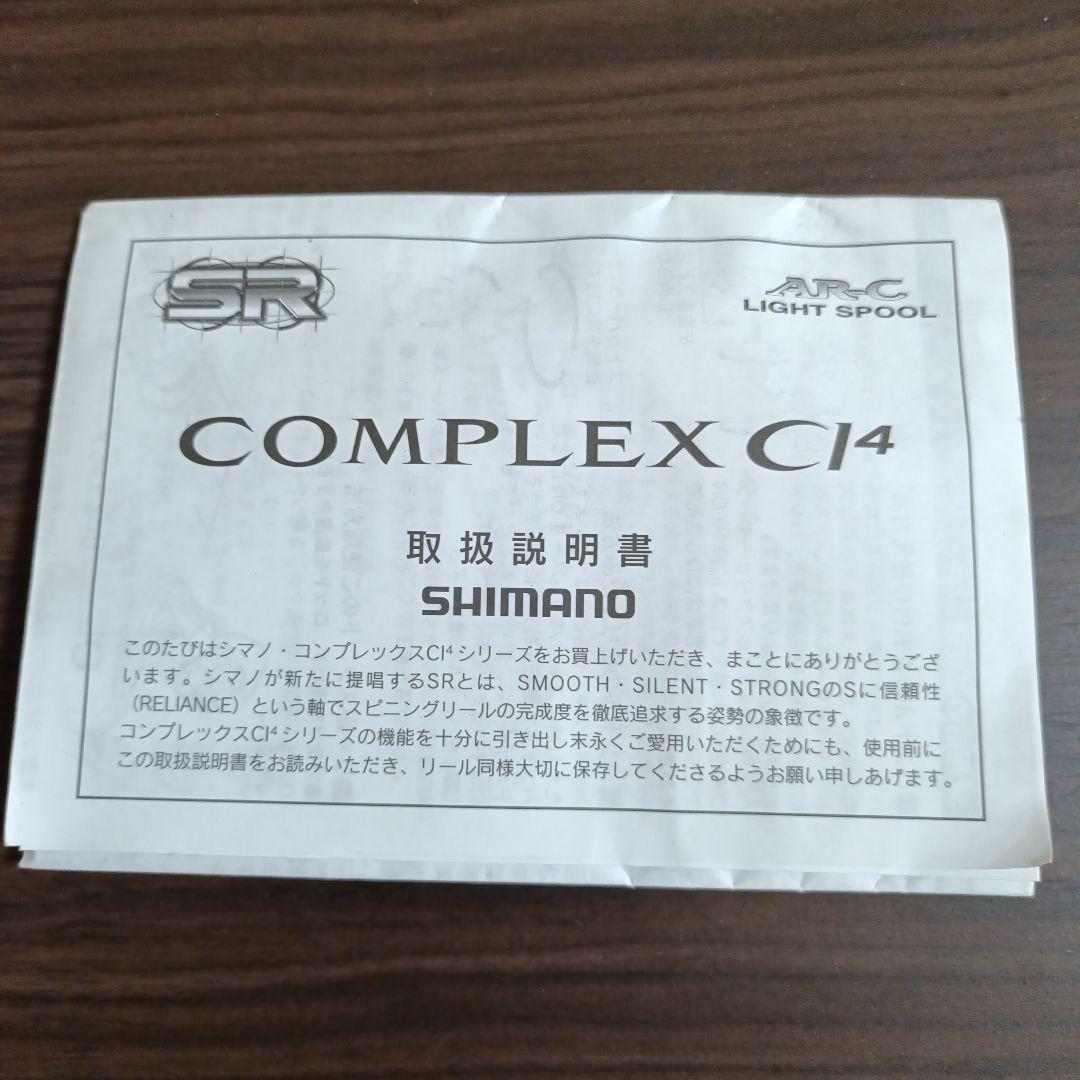 SR
AR-C
LIGHT SPOOL
COMPLEX CI4
取扱説明書
SHIMANO
このたびはシマノ・コンプレックスCI⁴シリーズをお買上げいただき、まことにありがとうござ
います。シマノが新たに提唱するSRとは、SMOOTH・SILENT・STRONGのSに信頼性
（RELIANCE）という軸でスピニングリールの完成度を徹底追求する姿勢の象徴です。
コンプレックスCI⁴シリーズの機能を十分に引き出し末永くご愛用いただくためにも、使用前に
この取扱説明書をお読みいただき、リール同様大切に保存してくださるようお願い申しあげます。